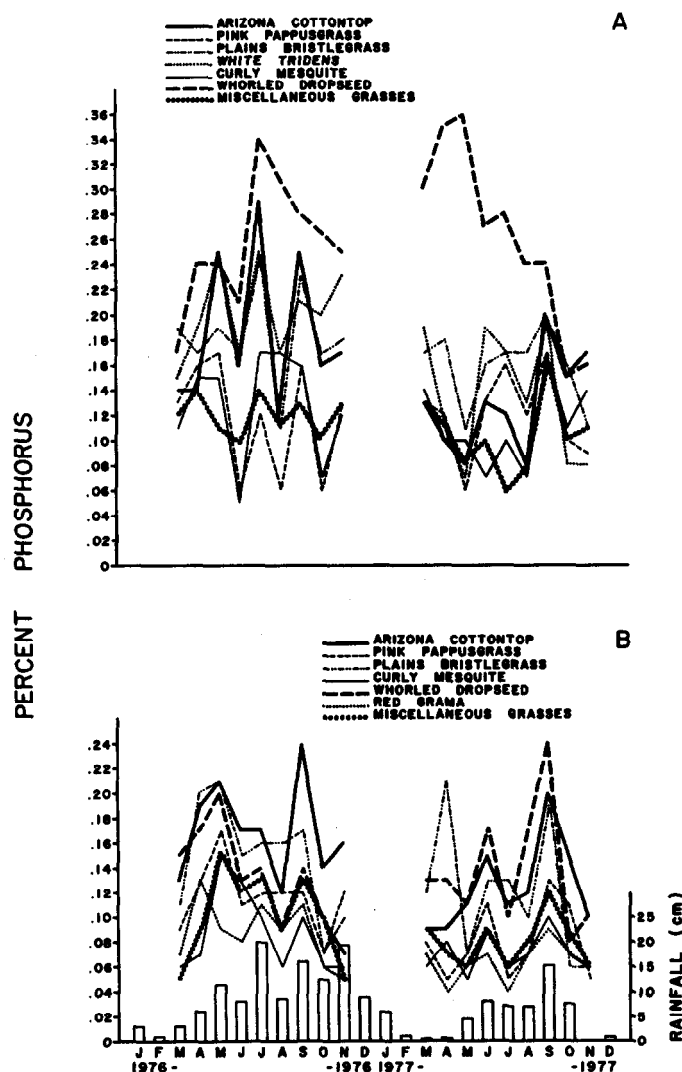 A
ARIZONA COTTONTOP
PINK PAPPUSGRASS
PLAINS BRISTLEGRASS
WHITE TRIDENS
CURLY MESQUITE
WHORLED DROPSEED
MISCELLANEOUS GRASSES
.36
.34
.32
.30
.28
.26
.24
.22
.20
.18
.16
.14
.12
.10
.08
.06
.04
.02
0
PERCENT PHOSPHORUS
B
ARIZONA COTTONTOP
PINK PAPPUSGRASS
PLAINS BRISTLEGRASS
CURLY MESQUITE
WHORLED DROPSEED
RED GRAMA
MISCELLANEOUS GRASSES
.24
.22
.20
.18
.16
.14
.12
.10
.08
.06
.04
.02
0
25
20
15
10
5
0
RAINFALL (cm)
J F M A M J J A S O N D J F M A M J J A S O N D
1976- -1976 1977- -1977